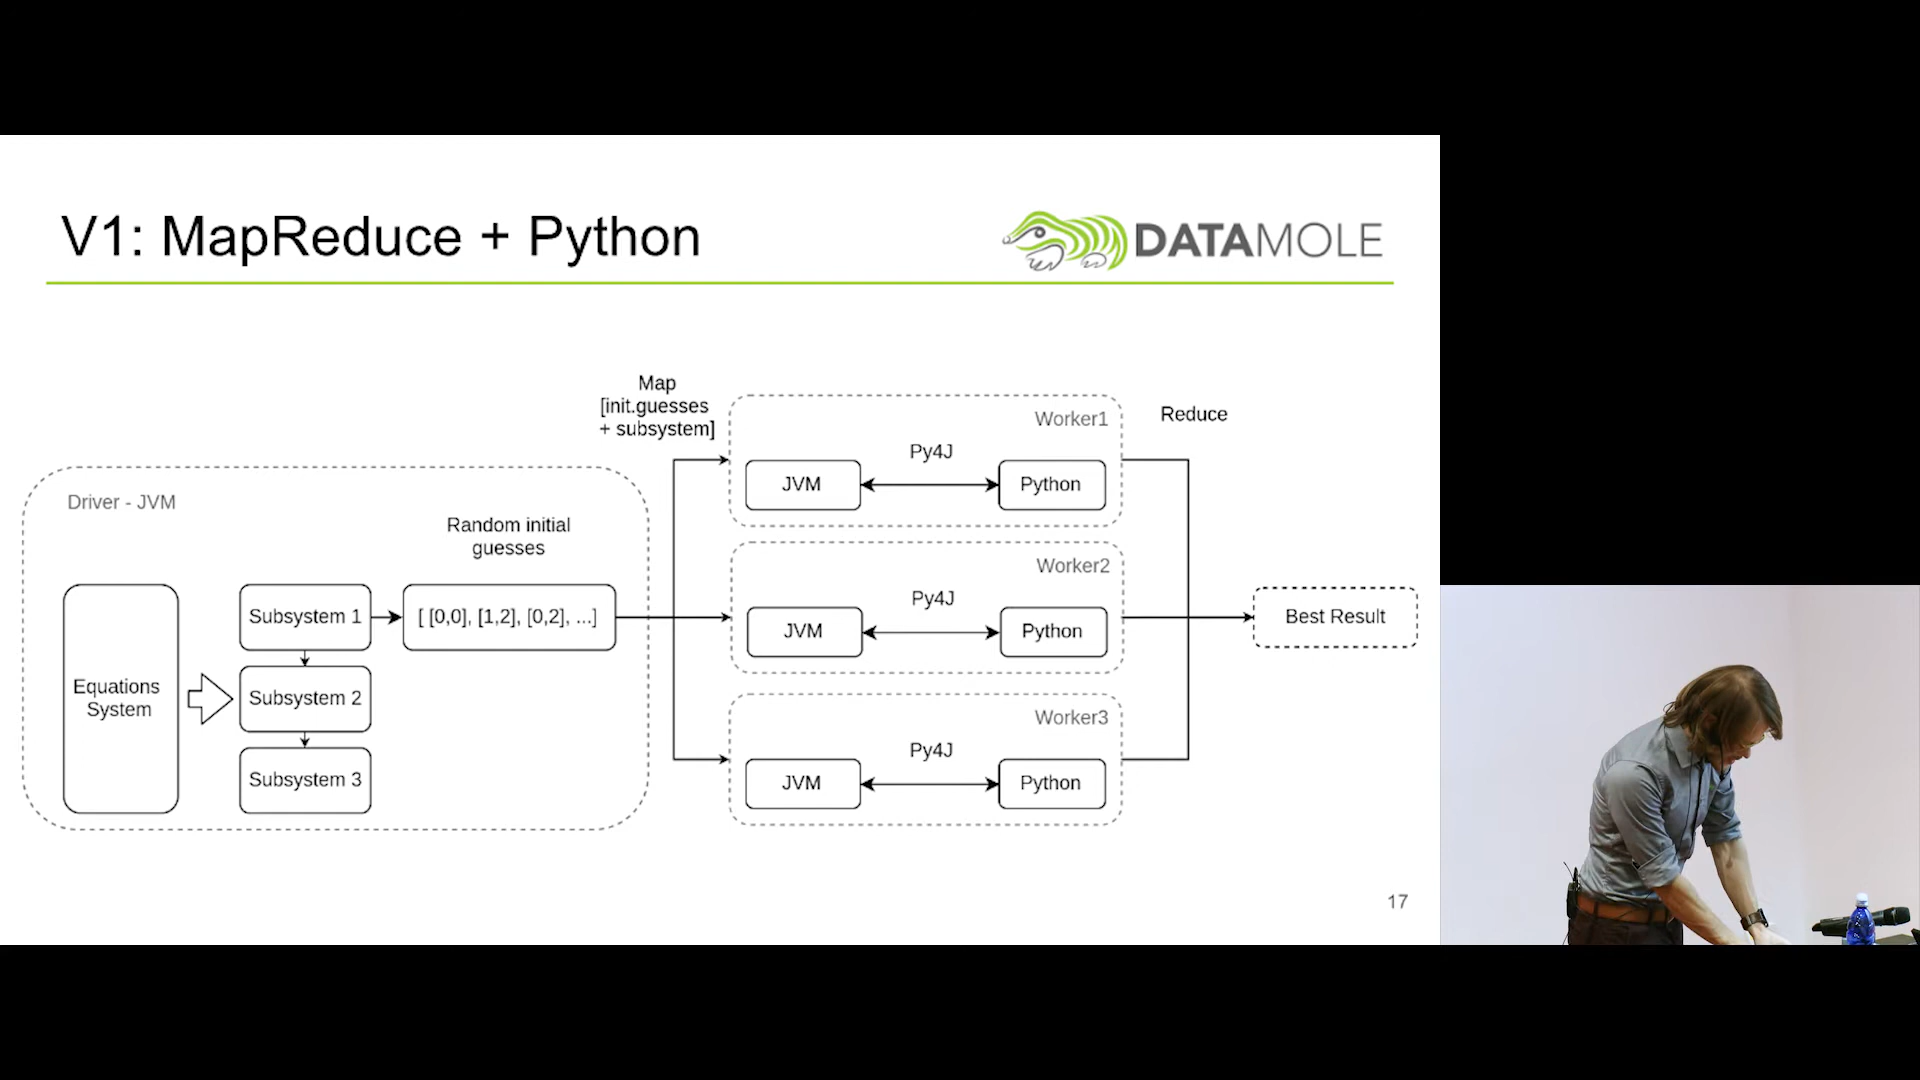 V1: MapReduce + Python
DATAMOLE
Driver - JVM
Equations
System
Subsystem 1
Subsystem 2
Subsystem 3
Random initial
guesses
[ [0,0], [1,2], [0,2], ...]
Map
[init.guesses
+ subsystem]
Worker1
JVM
Py4J
Python
Worker2
JVM
Py4J
Python
Worker3
JVM
Py4J
Python
Reduce
Best Result
17